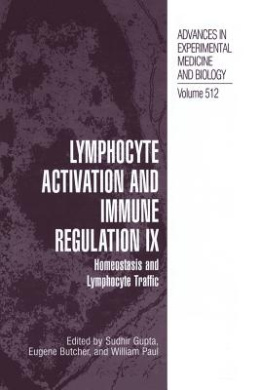 ADVANCES IN
EXPERIMENTAL
MEDICINE
AND BIOLOGY
Volume 512
LYMPHOCYTE
ACTIVATION AND
IMMUNE
REGULATION IX
Homeostasis and
Lymphocyte Traffic
Edited by Sudhir Gupta,
Eugene Butcher, and William Paul